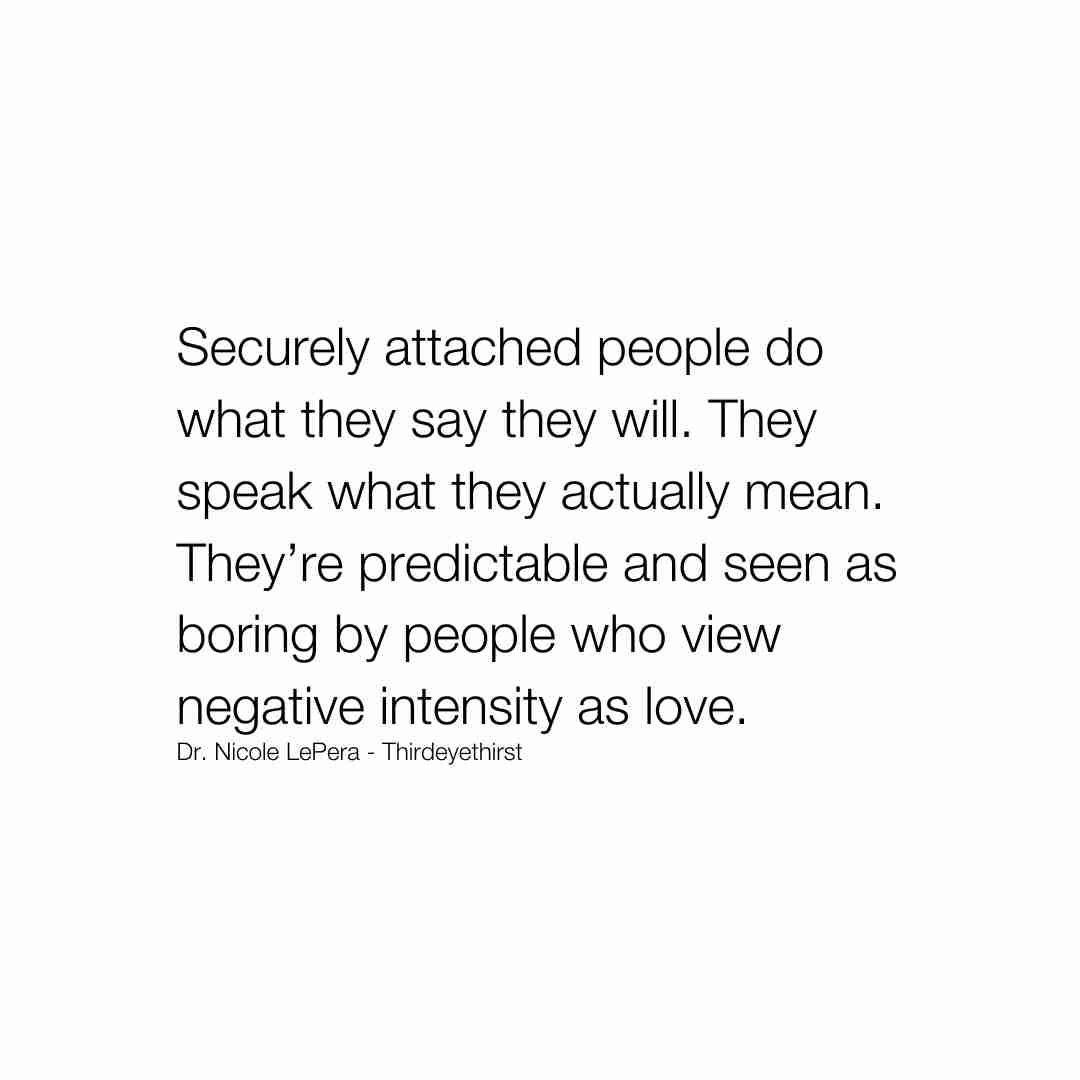 Securely attached people do
what they say they will. They
speak what they actually mean.
They’re predictable and seen as
boring by people who view
negative intensity as love.
Dr. Nicole LePera - Thirdeyethirst